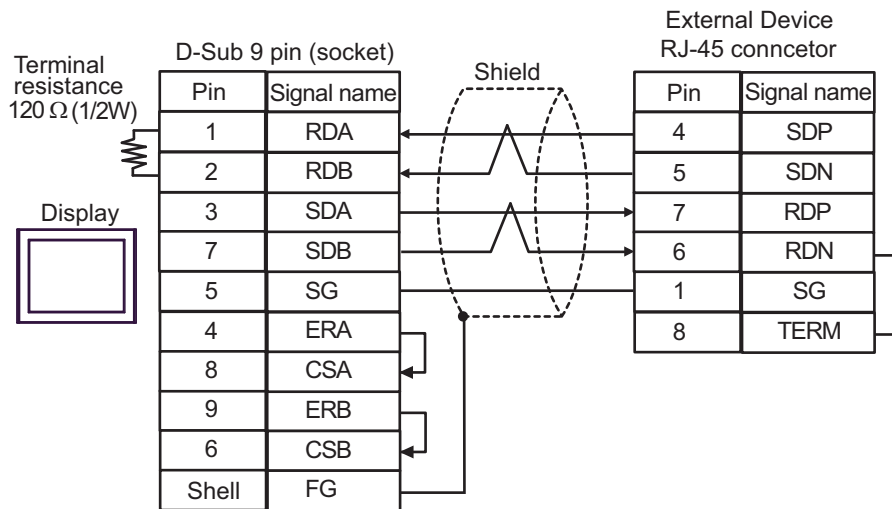 External Device
RJ-45 conncetor
D-Sub 9 pin (socket)
Terminal
resistance
120 Ω (1/2W)
Shield
Display
Pin Signal name
1 RDA
2 RDB
3 SDA
7 SDB
5 SG
4 ERA
8 CSA
9 ERB
6 CSB
Shell FG
Pin Signal name
4 SDP
5 SDN
7 RDP
6 RDN
1 SG
8 TERM